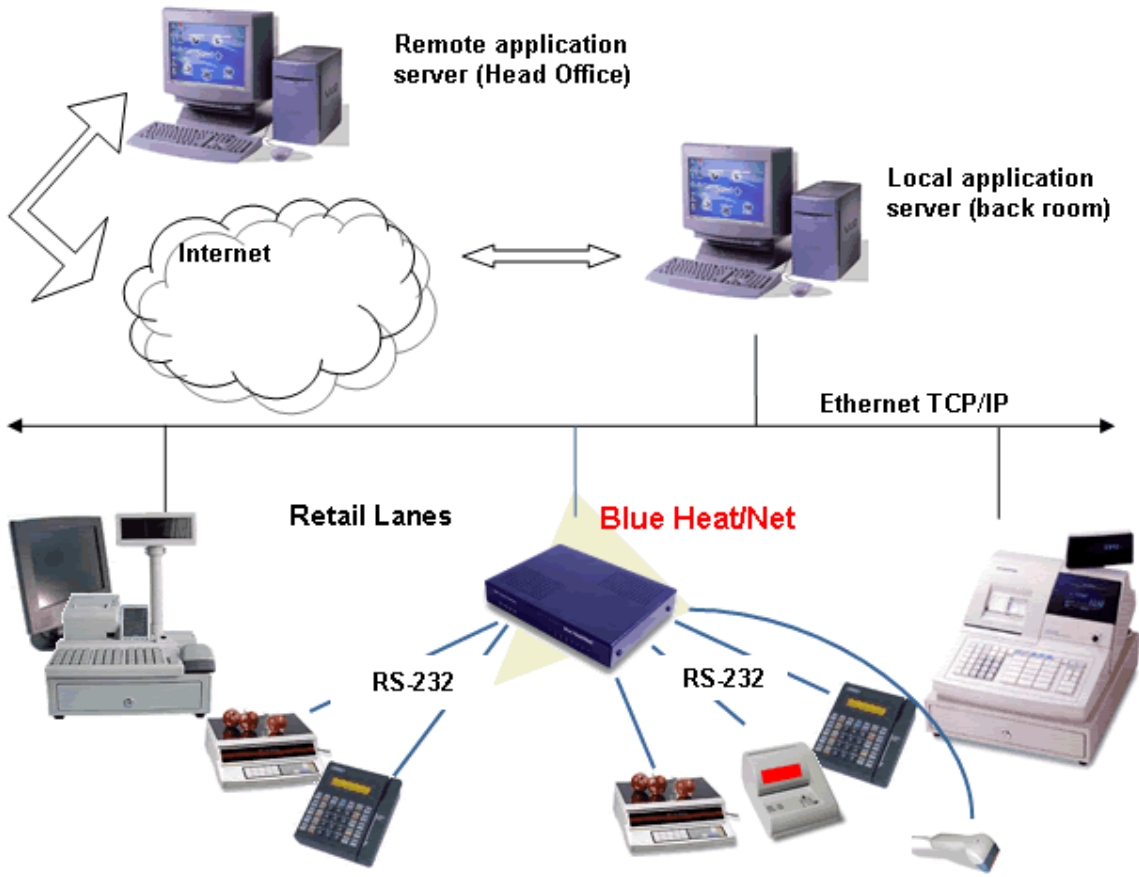 Remote application
server (Head Office)
Local application
server (back room)
Internet
Ethernet TCP/IP
Retail Lanes
Blue Heat/Net
RS-232
RS-232